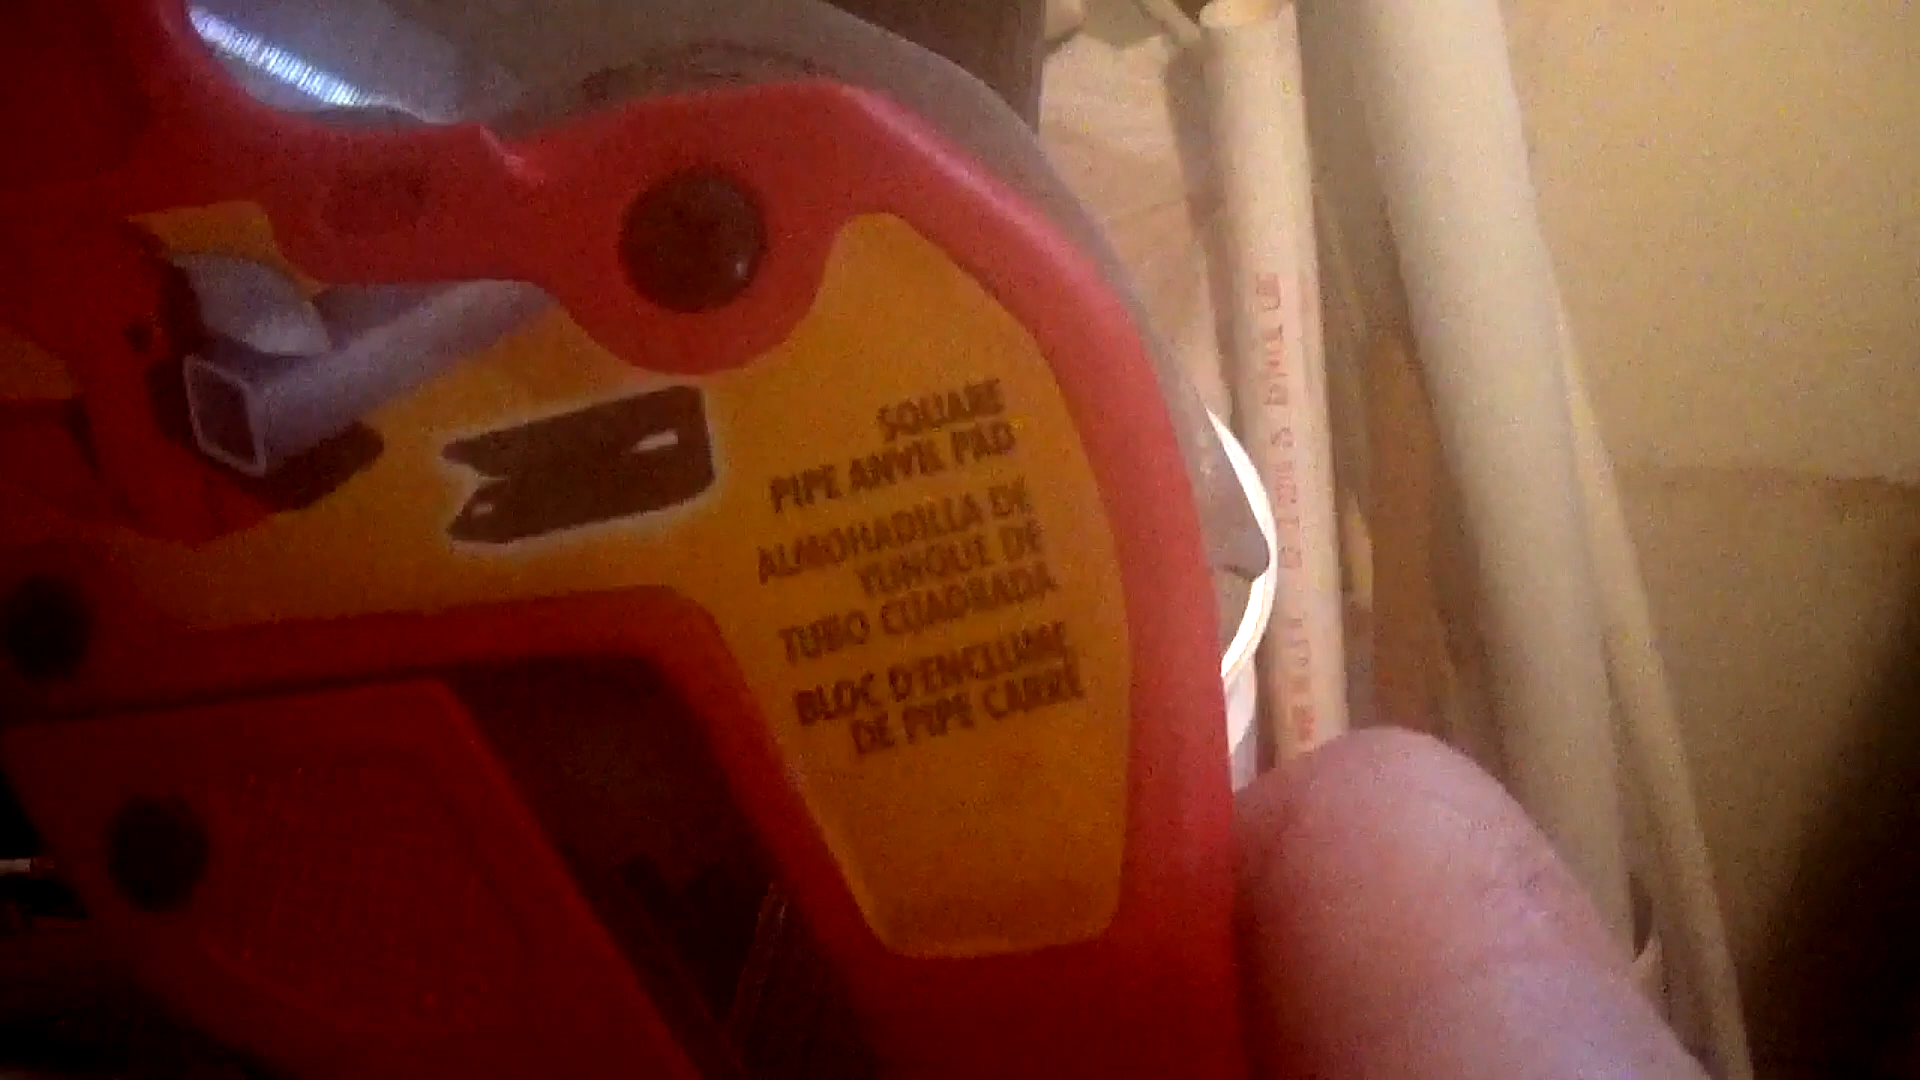 SQUARE
PIPE ANVIL PAD
ALMOHADILLA DE
YUNQUE DE
TUBO CUADRADA
BLOC D'ENCLUME
DE PIPE CARRÉ